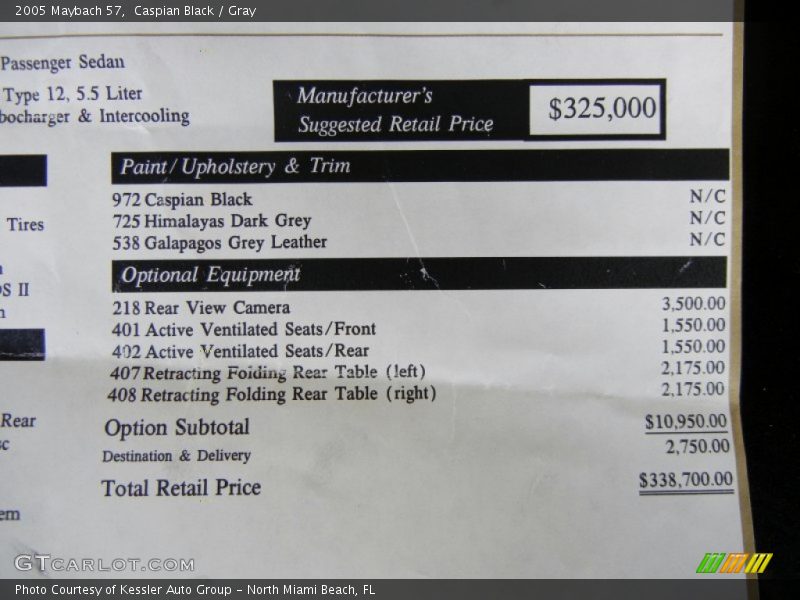 2005 Maybach 57, Caspian Black / Gray
Passenger Sedan
Type 12, 5.5 Liter
bocharger & Intercooling
Manufacturer's
Suggested Retail Price
$325,000
Tires
S II
Rear
Paint/Upholstery & Trim
972 Caspian Black N/C
725 Himalayas Dark Grey N/C
538 Galapagos Grey Leather N/C
Optional Equipment
218 Rear View Camera 3,500.00
401 Active Ventilated Seats/Front 1,550.00
402 Active Ventilated Seats/Rear 1,550.00
407 Retracting Folding Rear Table (left) 2,175.00
408 Retracting Folding Rear Table (right) 2,175.00
Option Subtotal $10,950.00
Destination & Delivery 2,750.00
Total Retail Price $338,700.00
em
GTCARLOT.COM
Photo Courtesy of Kessler Auto Group - North Miami Beach, FL